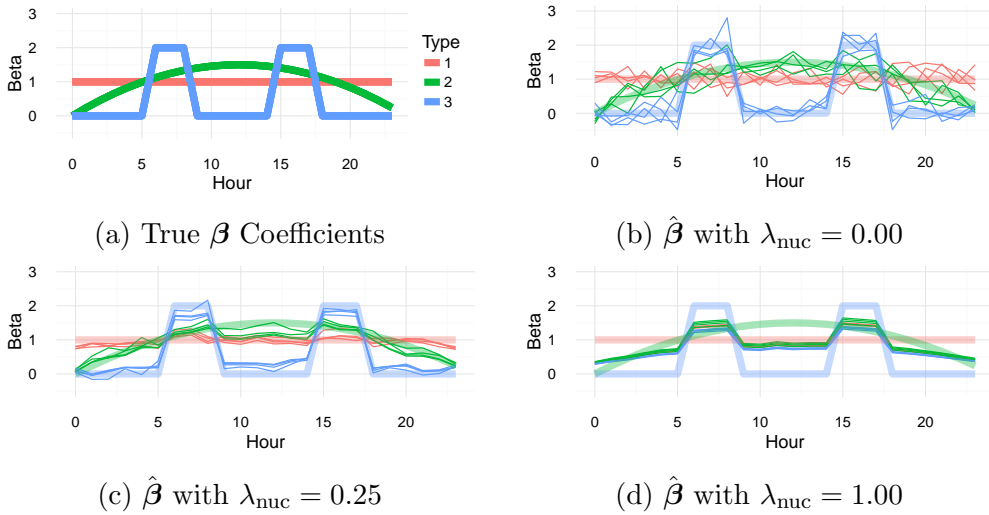 3
2
1
0
Beta
0 5 10 15 20
Hour
Type
1
2
3
(a) True β Coefficients
3
2
1
0
Beta
0 5 10 15 20
Hour
(b) β̂ with λnuc = 0.00
3
2
1
0
Beta
0 5 10 15 20
Hour
(c) β̂ with λnuc = 0.25
3
2
1
0
Beta
0 5 10 15 20
Hour
(d) β̂ with λnuc = 1.00